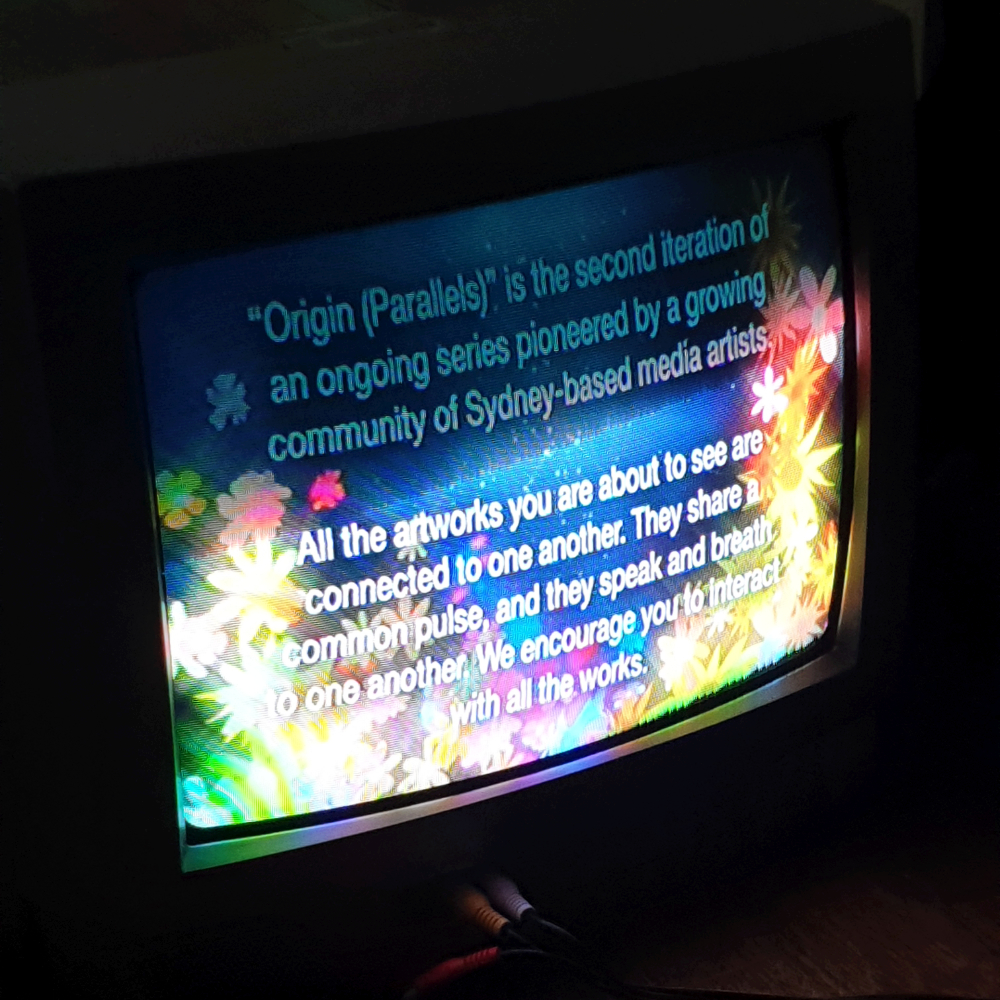 “Origin (Parallels)” is the second iteration of
an ongoing series pioneered by a growing
community of Sydney-based media artists.
All the artworks you are about to see are
connected to one another. They share a
common pulse, and they speak and breath
to one another. We encourage you to interact
with all the works.